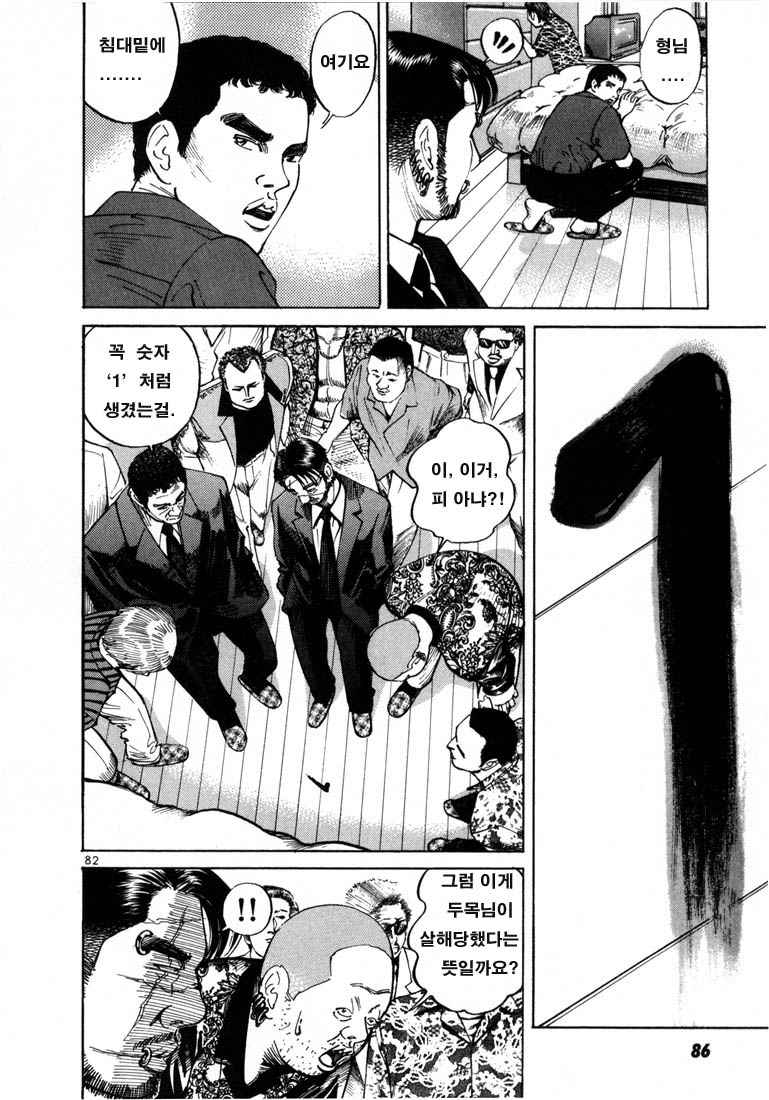 형님
....
!!!
여기요
침대밑에
.......
이, 이거,
피 아냐?!
꼭 숫자
‘1’ 처럼
생겼는걸.
82
그럼 이게
두목님이
살해당했다는
뜻일까요?
!!
86